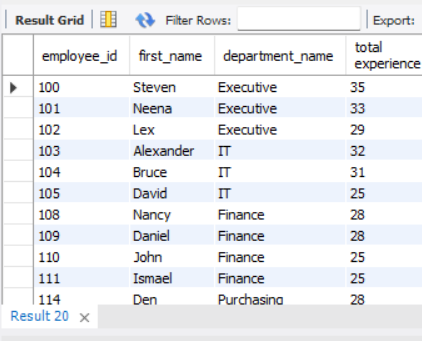 Result Grid Filter Rows: Export:
employee_id first_name department_name total experience
100 Steven Executive 35
101 Neena Executive 33
102 Lex Executive 29
103 Alexander IT 32
104 Bruce IT 31
105 David IT 25
108 Nancy Finance 28
109 Daniel Finance 28
110 John Finance 25
111 Ismael Finance 25
114 Den Purchasing 28
Result 20 ×